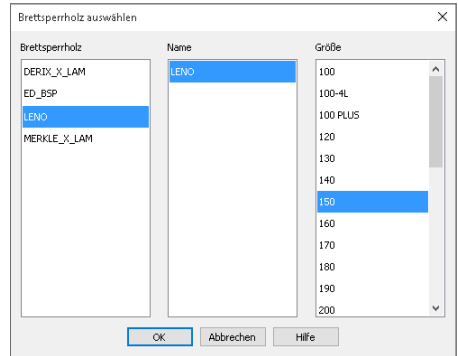 Brettsperrholz auswählen
Brettsperrholz
DERIX_X_LAM
ED_BSP
LENO
MERKLE_X_LAM
Name
LENO
Größe
100
100-4L
100 PLUS
120
130
140
150
160
170
180
190
200
OK
Abbrechen
Hilfe